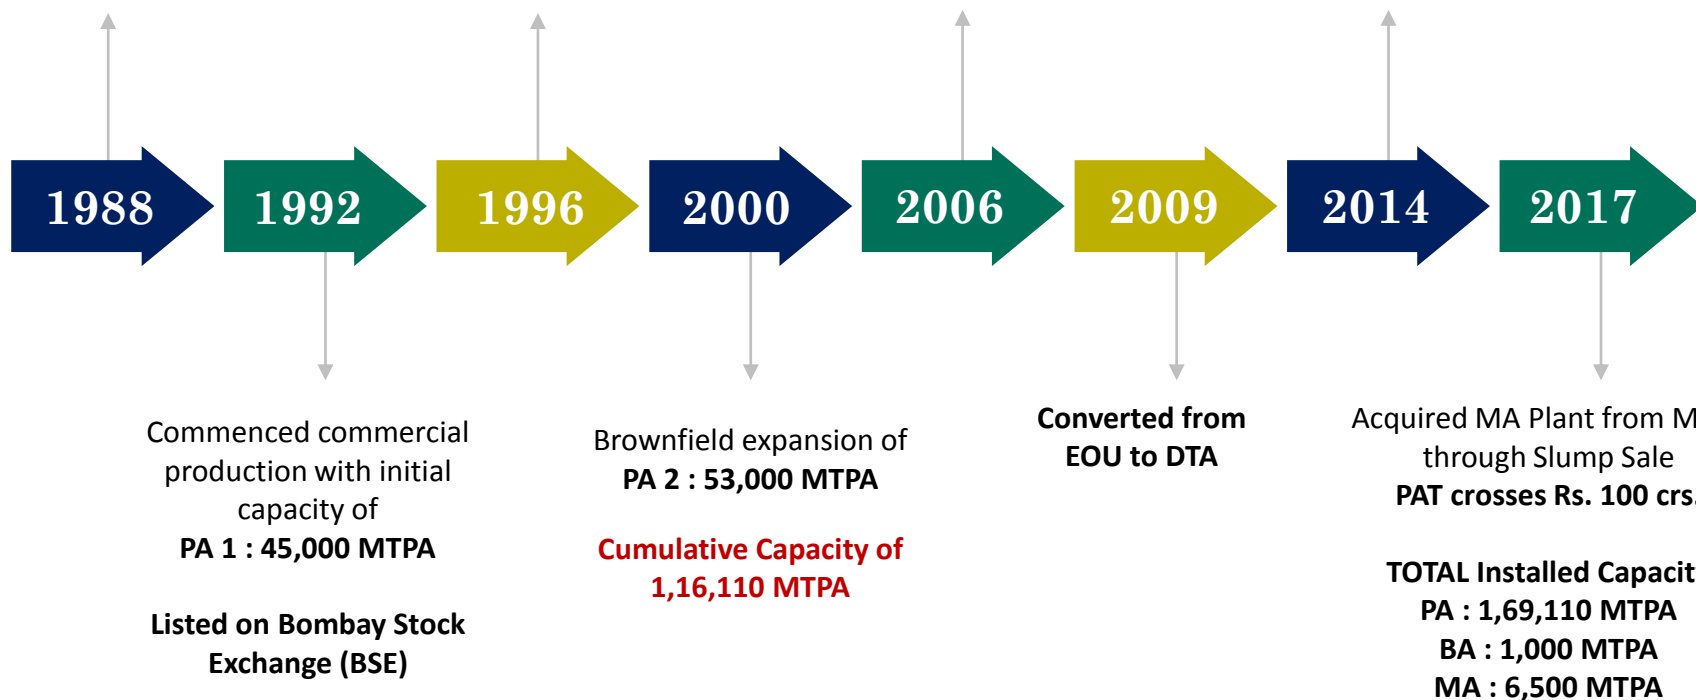 1988
1992
1996
2000
2006
2009
2014
2017
Commenced commercial
production with initial
capacity of
PA 1 : 45,000 MTPA
Listed on Bombay Stock
Exchange (BSE)
Brownfield expansion of
PA 2 : 53,000 MTPA
Cumulative Capacity of
1,16,110 MTPA
Converted from
EOU to DTA
Acquired MA Plant from
through Slump Sale
PAT crosses Rs. 100 crs.
TOTAL Installed
PA : 1,69,110 MTPA
BA : 1,000 MTPA
MA : 6,500 MTPA